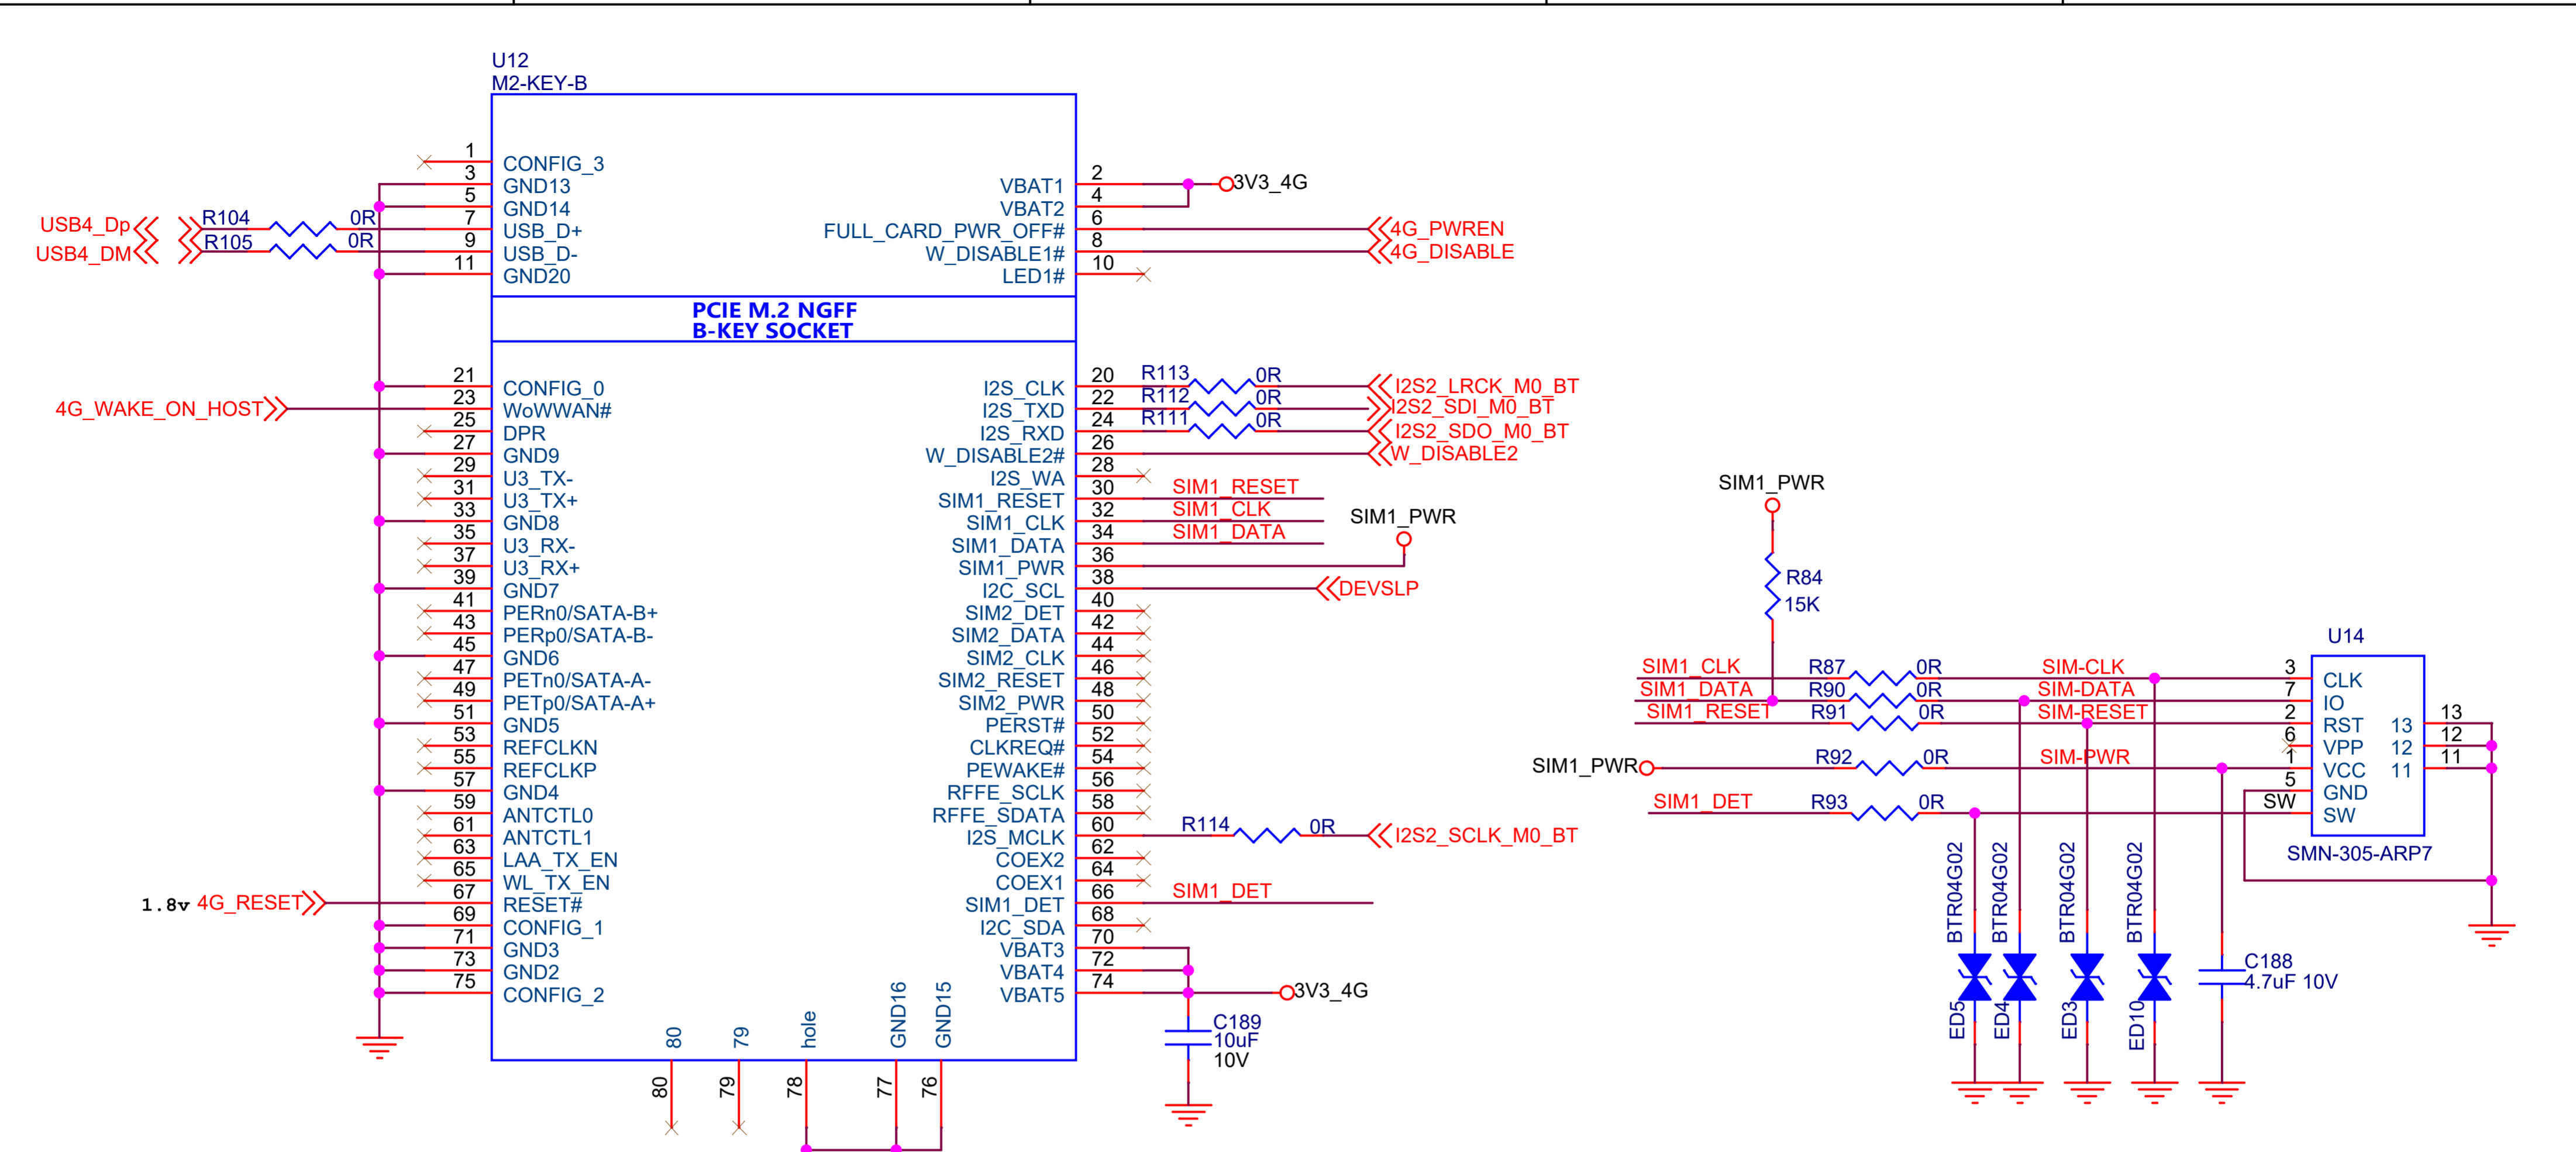 U12
M2-KEY-B
1 CONFIG_3
3 GND13
5 GND14
7 USB_D+
9 USB_D-
11 GND20
USB4_Dp R104 0R
USB4_DM R105 0R
2 VBAT1 3V3_4G
4 VBAT2
6 FULL_CARD_PWR_OFF# 4G_PWREN
8 W_DISABLE1# 4G_DISABLE
10 LED1#
PCIE M.2 NGFF
B-KEY SOCKET
21 CONFIG_0
4G_WAKE_ON_HOST 23 WoWWAN#
25 DPR
27 GND9
29 U3_TX-
31 U3_TX+
33 GND8
35 U3_RX-
37 U3_RX+
39 GND7
41 PERn0/SATA-B+
43 PERp0/SATA-B-
45 GND6
47 PETn0/SATA-A-
49 PETp0/SATA-A+
51 GND5
53 REFCLKN
55 REFCLKP
57 GND4
59 ANTCTL0
61 ANTCTL1
63 LAA_TX_EN
65 WL_TX_EN
1.8v 4G_RESET 67 RESET#
69 CONFIG_1
71 GND3
73 GND2
75 CONFIG_2
I2S_CLK 20 R113 0R I2S2_LRCK_M0_BT
I2S_TXD 22 R112 0R I2S2_SDI_M0_BT
I2S_RXD 24 R111 0R I2S2_SDO_M0_BT
W_DISABLE2# 26 W_DISABLE2
I2S_WA 28
SIM1_RESET 30 SIM1_RESET
SIM1_CLK 32 SIM1_CLK
SIM1_DATA 34 SIM1_DATA
SIM1_PWR 36 SIM1_PWR
I2C_SCL 38 DEVSLP
SIM2_DET 40
SIM2_DATA 42
SIM2_CLK 44
SIM2_RESET 46
SIM2_PWR 48
PERST# 50
CLKREQ# 52
PEWAKE# 54
RFFE_SCLK 56
RFFE_SDATA 58
I2S_MCLK 60 R114 0R I2S2_SCLK_M0_BT
COEX2 62
COEX1 64
SIM1_DET 66 SIM1_DET
I2C_SDA 68
VBAT3 70
VBAT4 72
VBAT5 74 3V3_4G
C189
10uF
10V
80 79 hole GND16 GND15
80 79 78 77 76
SIM1_PWR
R84
15K
U14
SIM1_CLK R87 0R SIM-CLK 3 CLK
SIM1_DATA R90 0R SIM-DATA 7 IO
SIM1_RESET R91 0R SIM-RESET 2 RST 13 13
6 VPP 12 12
SIM1_PWR R92 0R SIM-PWR 1 VCC 11 11
5 GND
SIM1_DET R93 0R SW SW
SMN-305-ARP7
BTR04G02 BTR04G02 BTR04G02 BTR04G02
ED5 ED4 ED3 ED10
C188
4.7uF 10V